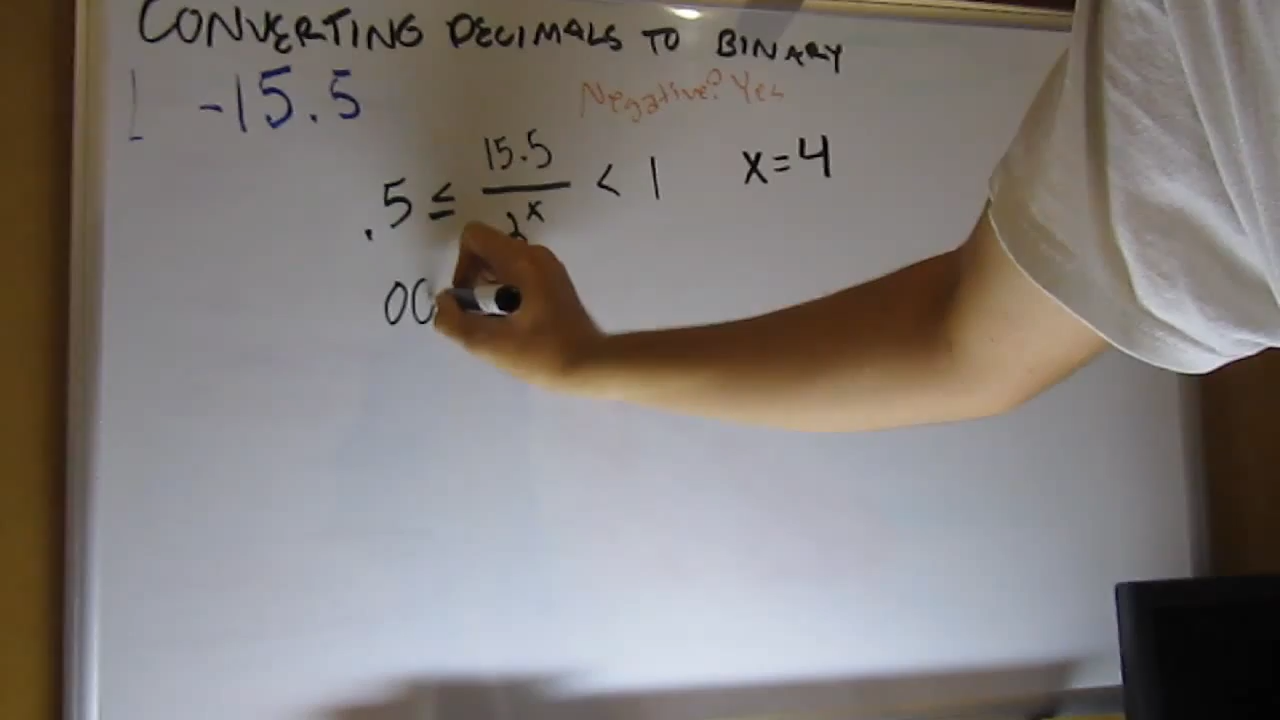 CONVERTING DECIMALS TO BINARY
1 -15.5
Negative? Yes
.5 ≤ 15.5 / 2^x < 1 x=4
00